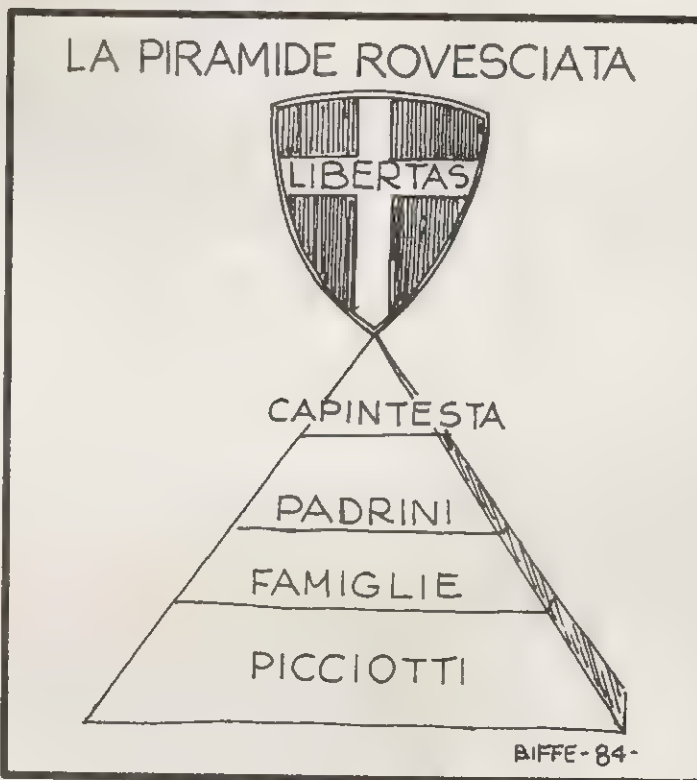 LA PIRAMIDE ROVESCIATA
LIBERTAS
CAPINTESTA
PADRINI
FAMIGLIE
PICCIOTTI
BIFFE-84-